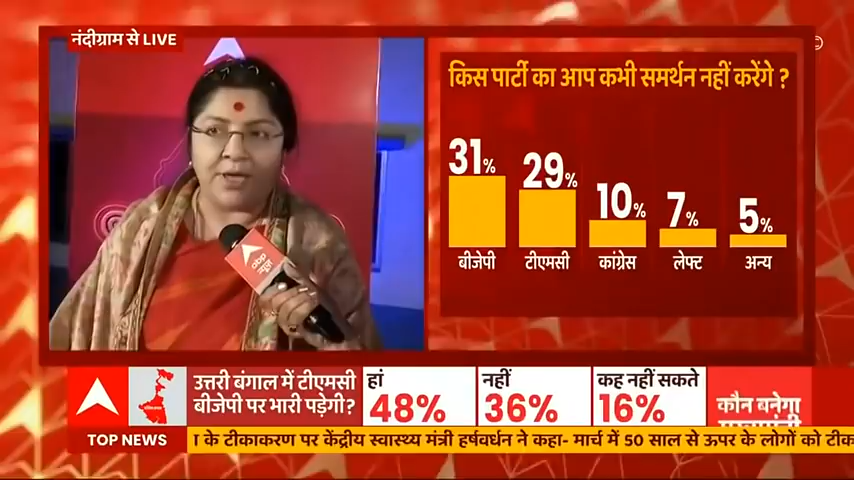 नंदीग्राम से LIVE
किस पार्टी का आप कभी समर्थन नहीं करेंगे ?
31% 29% 10% 7% 5%
बीजेपी टीएमसी कांग्रेस लेफ्ट अन्य
abp
न्यूज़
उत्तरी बंगाल में टीएमसी
बीजेपी पर भारी पड़ेगी?
हां
48%
नहीं
36%
कह नहीं सकते
16%
कौन बनेगा
TOP NEWS
के टीकाकरण पर केंद्रीय स्वास्थ्य मंत्री हर्षवर्धन ने कहा- मार्च में 50 साल से ऊपर के लोगों को